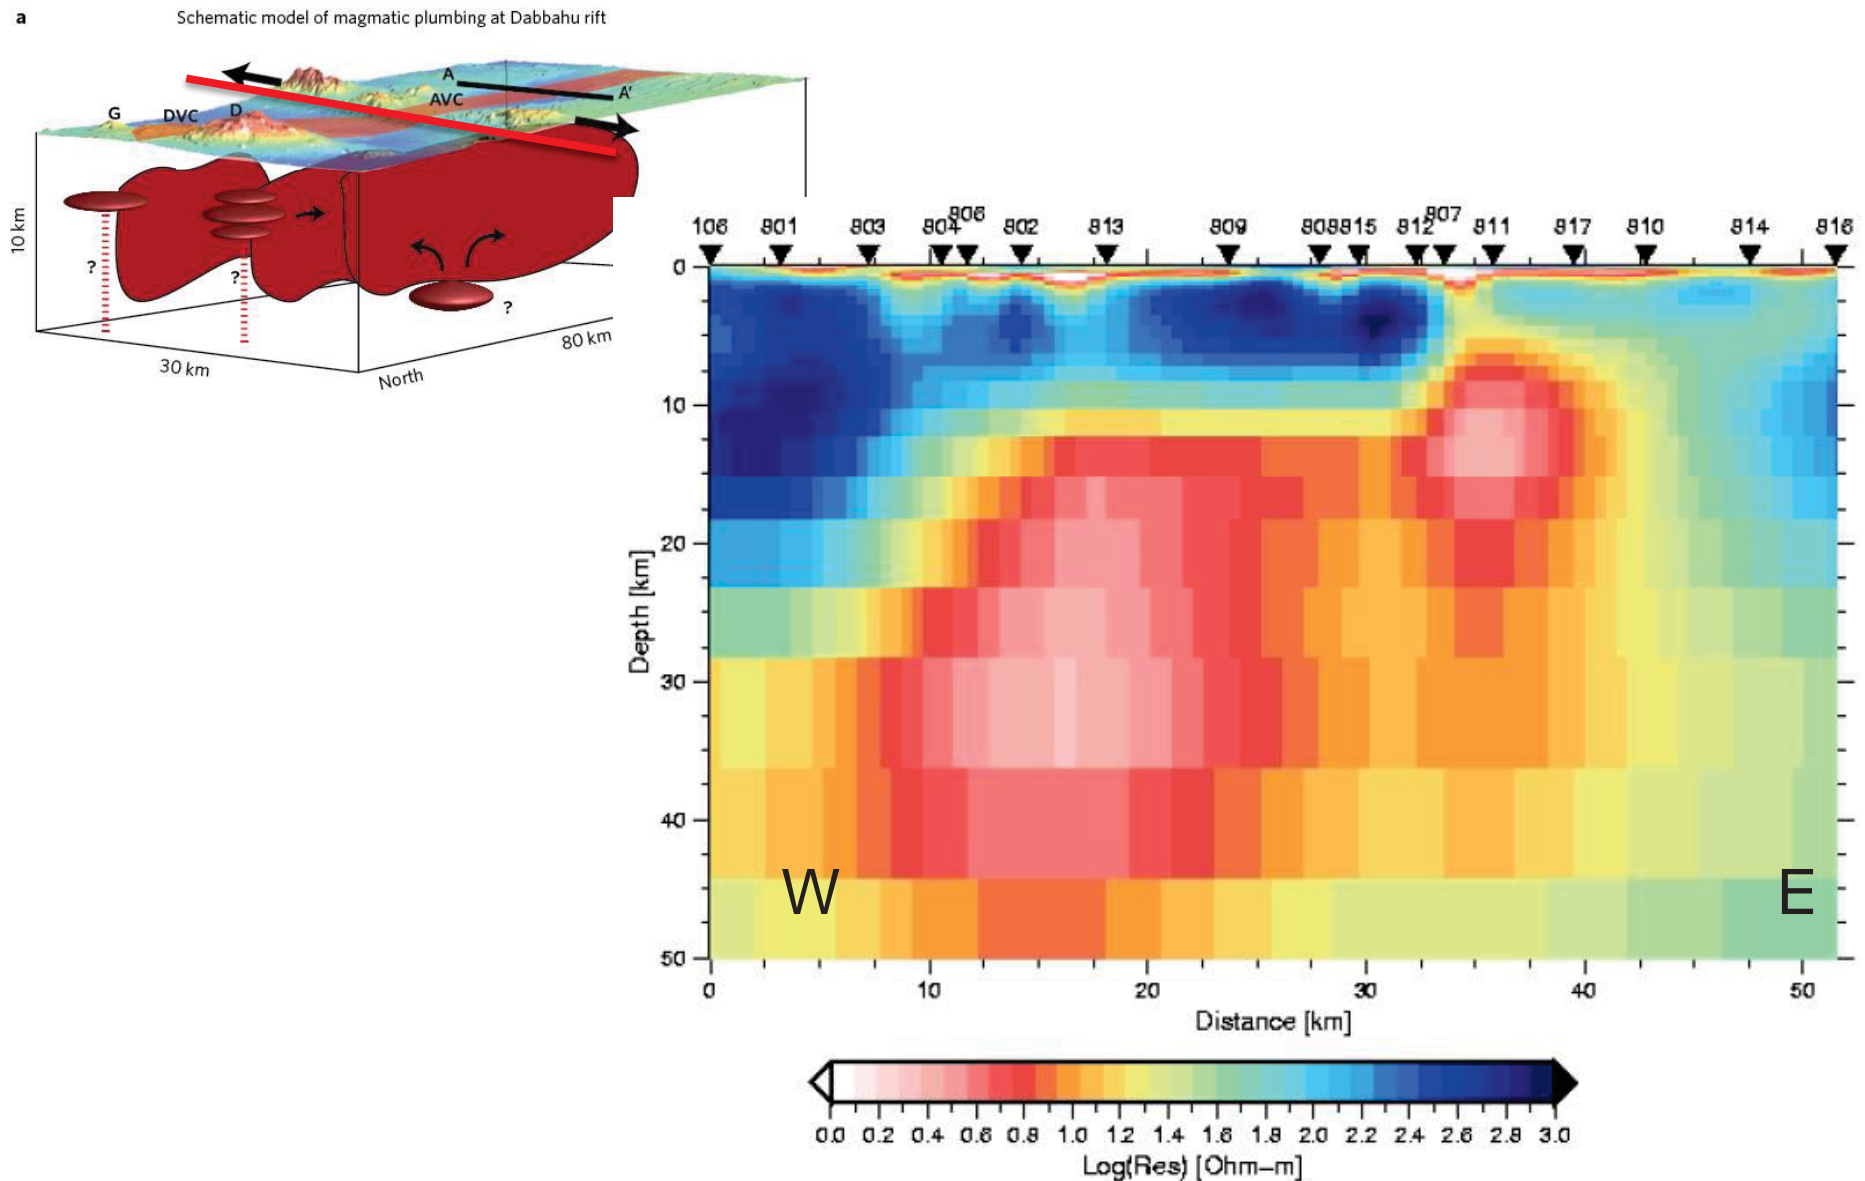 a
Schematic model of magmatic plumbing at Dabbahu rift
A
A'
AVC
G
DVC
D
10 km
?
?
?
30 km
80 km
North
106 801 803 804 806 802 813 809 808 815 812 807 811 817 810 814 816
0
10
20
30
40
50
Depth [km]
W
E
0 10 20 30 40 50
Distance [km]
0.0 0.2 0.4 0.6 0.8 1.0 1.2 1.4 1.6 1.8 2.0 2.2 2.4 2.6 2.8 3.0
Log(Res) [Ohm-m]